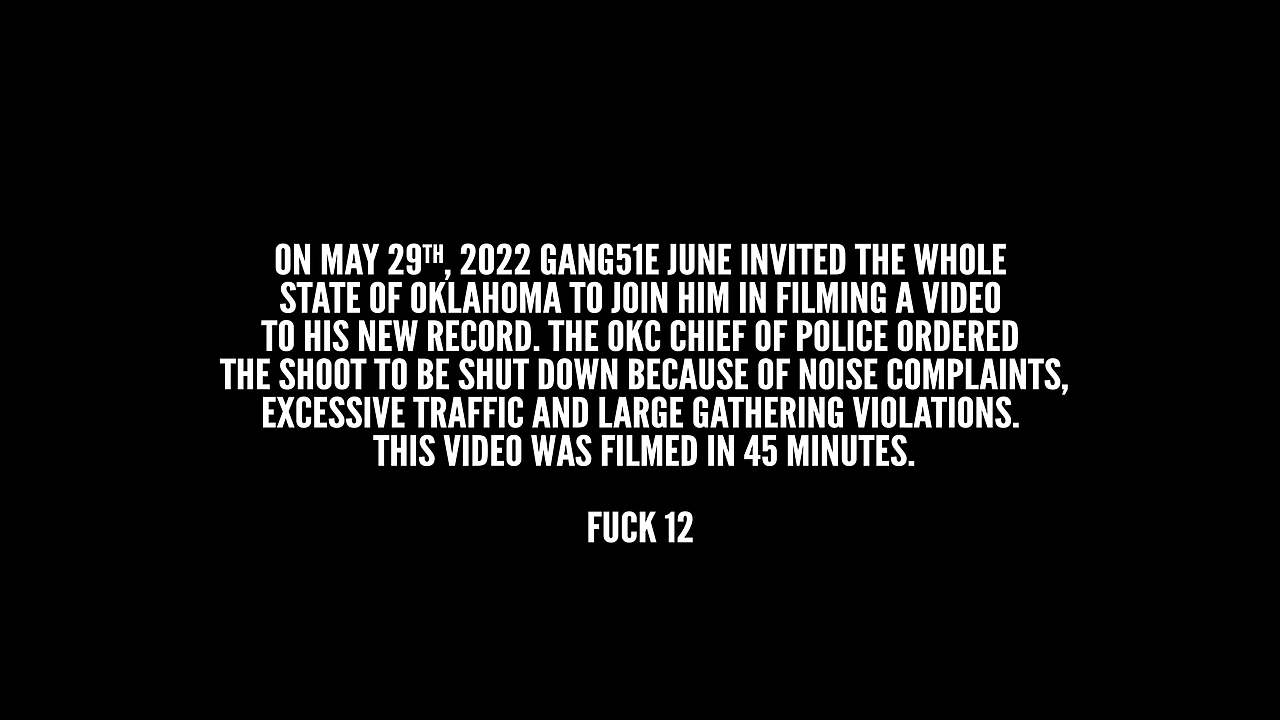 ON MAY 29TH, 2022 GANG51E JUNE INVITED THE WHOLE
STATE OF OKLAHOMA TO JOIN HIM IN FILMING A VIDEO
TO HIS NEW RECORD. THE OKC CHIEF OF POLICE ORDERED
THE SHOOT TO BE SHUT DOWN BECAUSE OF NOISE COMPLAINTS,
EXCESSIVE TRAFFIC AND LARGE GATHERING VIOLATIONS.
THIS VIDEO WAS FILMED IN 45 MINUTES.
FUCK 12